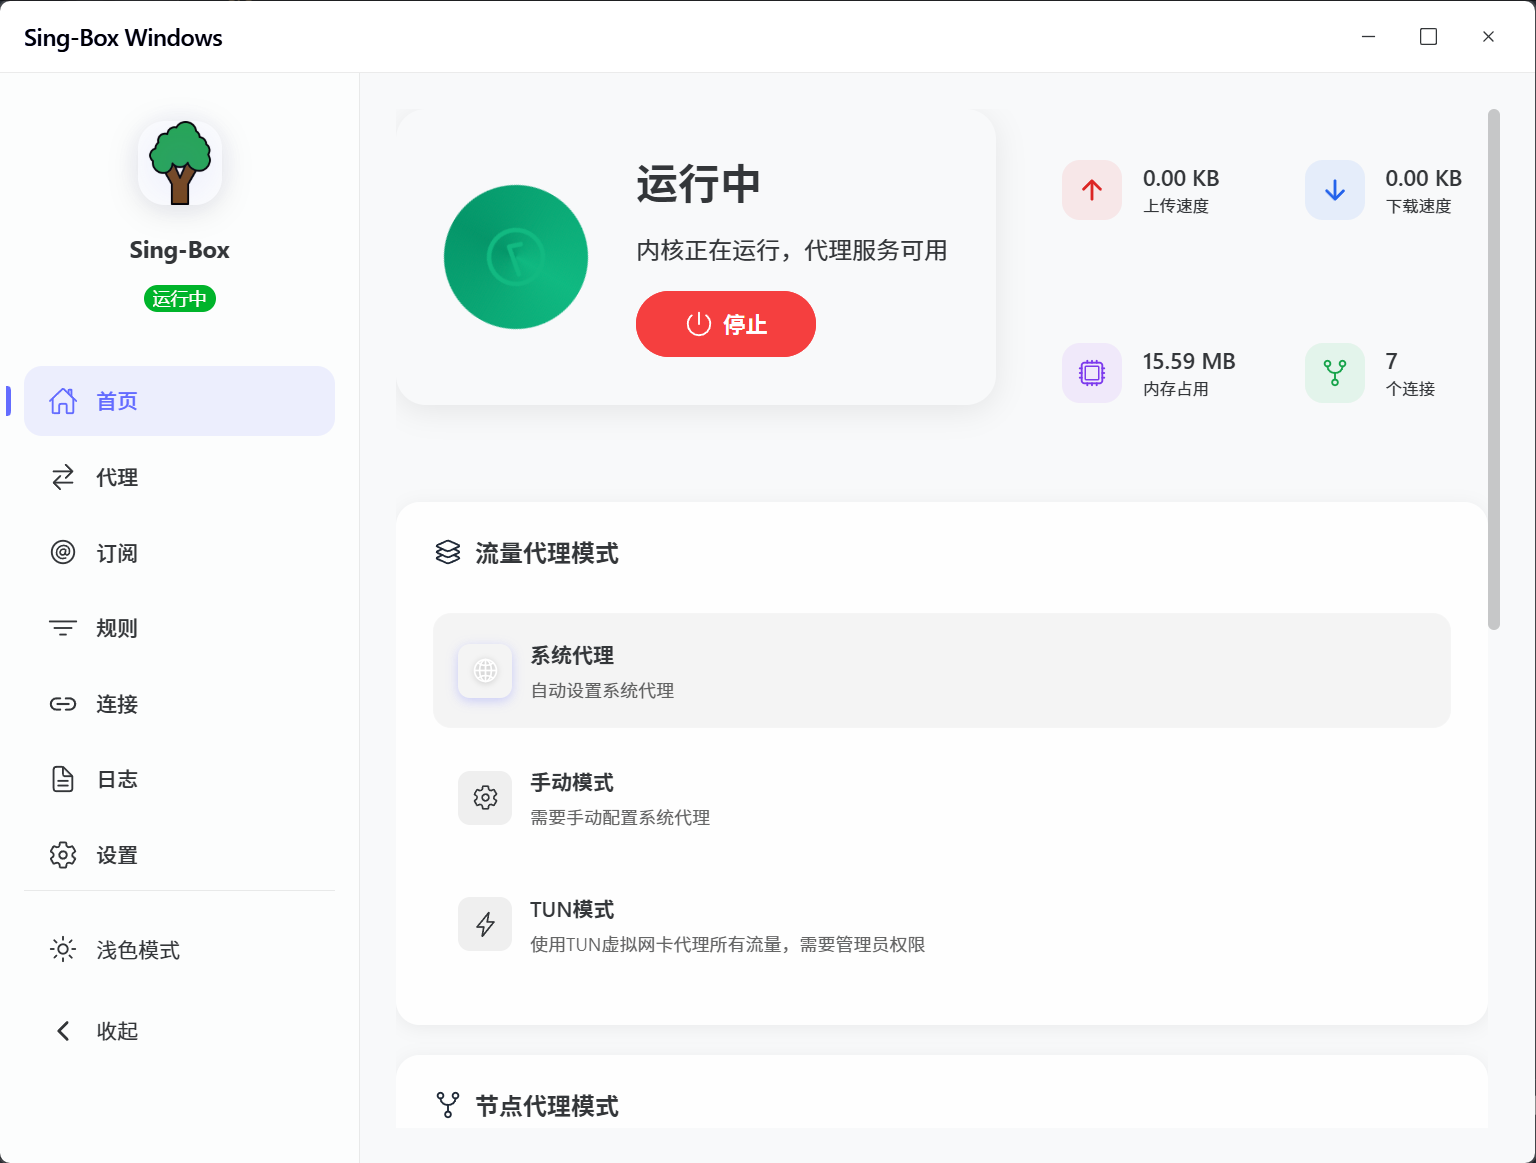 Sing-Box Windows
Sing-Box
运行中
首页
代理
订阅
规则
连接
日志
设置
浅色模式
收起
运行中
内核正在运行，代理服务可用
停止
0.00 KB
上传速度
0.00 KB
下载速度
15.59 MB
内存占用
7
个连接
流量代理模式
系统代理
自动设置系统代理
手动模式
需要手动配置系统代理
TUN模式
使用TUN虚拟网卡代理所有流量，需要管理员权限
节点代理模式